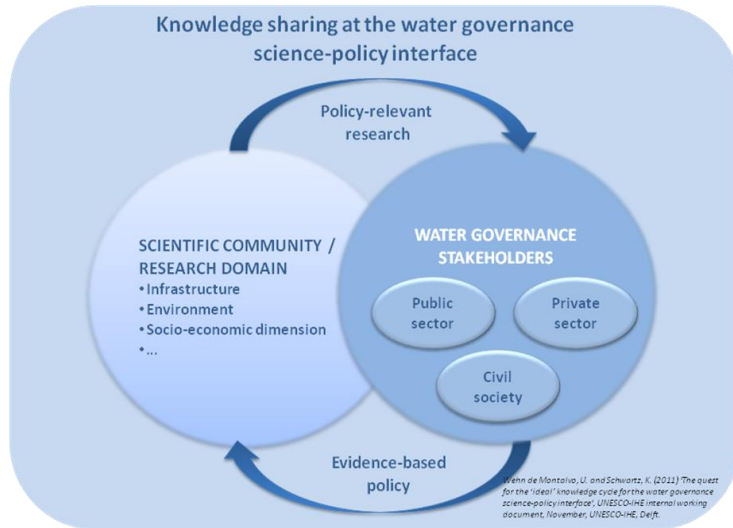 Knowledge sharing at the water governance
science-policy interface
Policy-relevant
research
SCIENTIFIC COMMUNITY /
RESEARCH DOMAIN
•Infrastructure
•Environment
•Socio-economic dimension
•...
WATER GOVERNANCE
STAKEHOLDERS
Public
sector
Private
sector
Civil
society
Evidence-based
policy
Wehn de Montalvo, U. and Schwartz, K. (2011) 'The quest
for the 'ideal' knowledge cycle for the water governance
science-policy interface', UNESCO-IHE internal working
document, November, UNESCO-IHE, Delft.